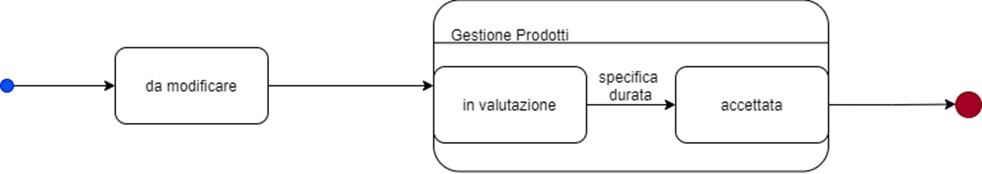 Gestione Prodotti
da modificare
in valutazione
specifica
durata
accettata